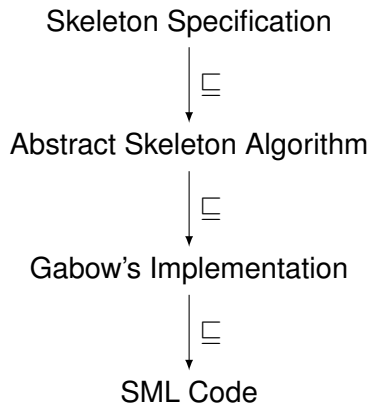 Skeleton Specification
⊑
Abstract Skeleton Algorithm
⊑
Gabow's Implementation
⊑
SML Code